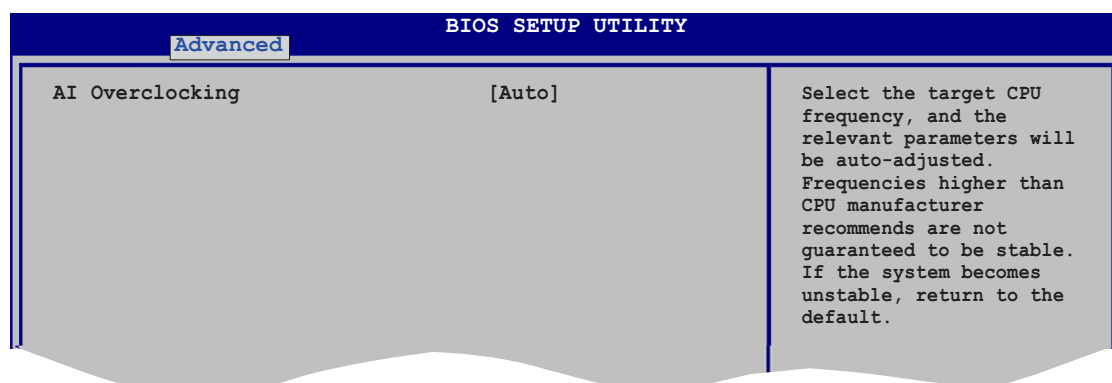 BIOS SETUP UTILITY
Advanced
AI Overclocking [Auto]
Select the target CPU
frequency, and the
relevant parameters will
be auto-adjusted.
Frequencies higher than
CPU manufacturer
recommends are not
guaranteed to be stable.
If the system becomes
unstable, return to the
default.